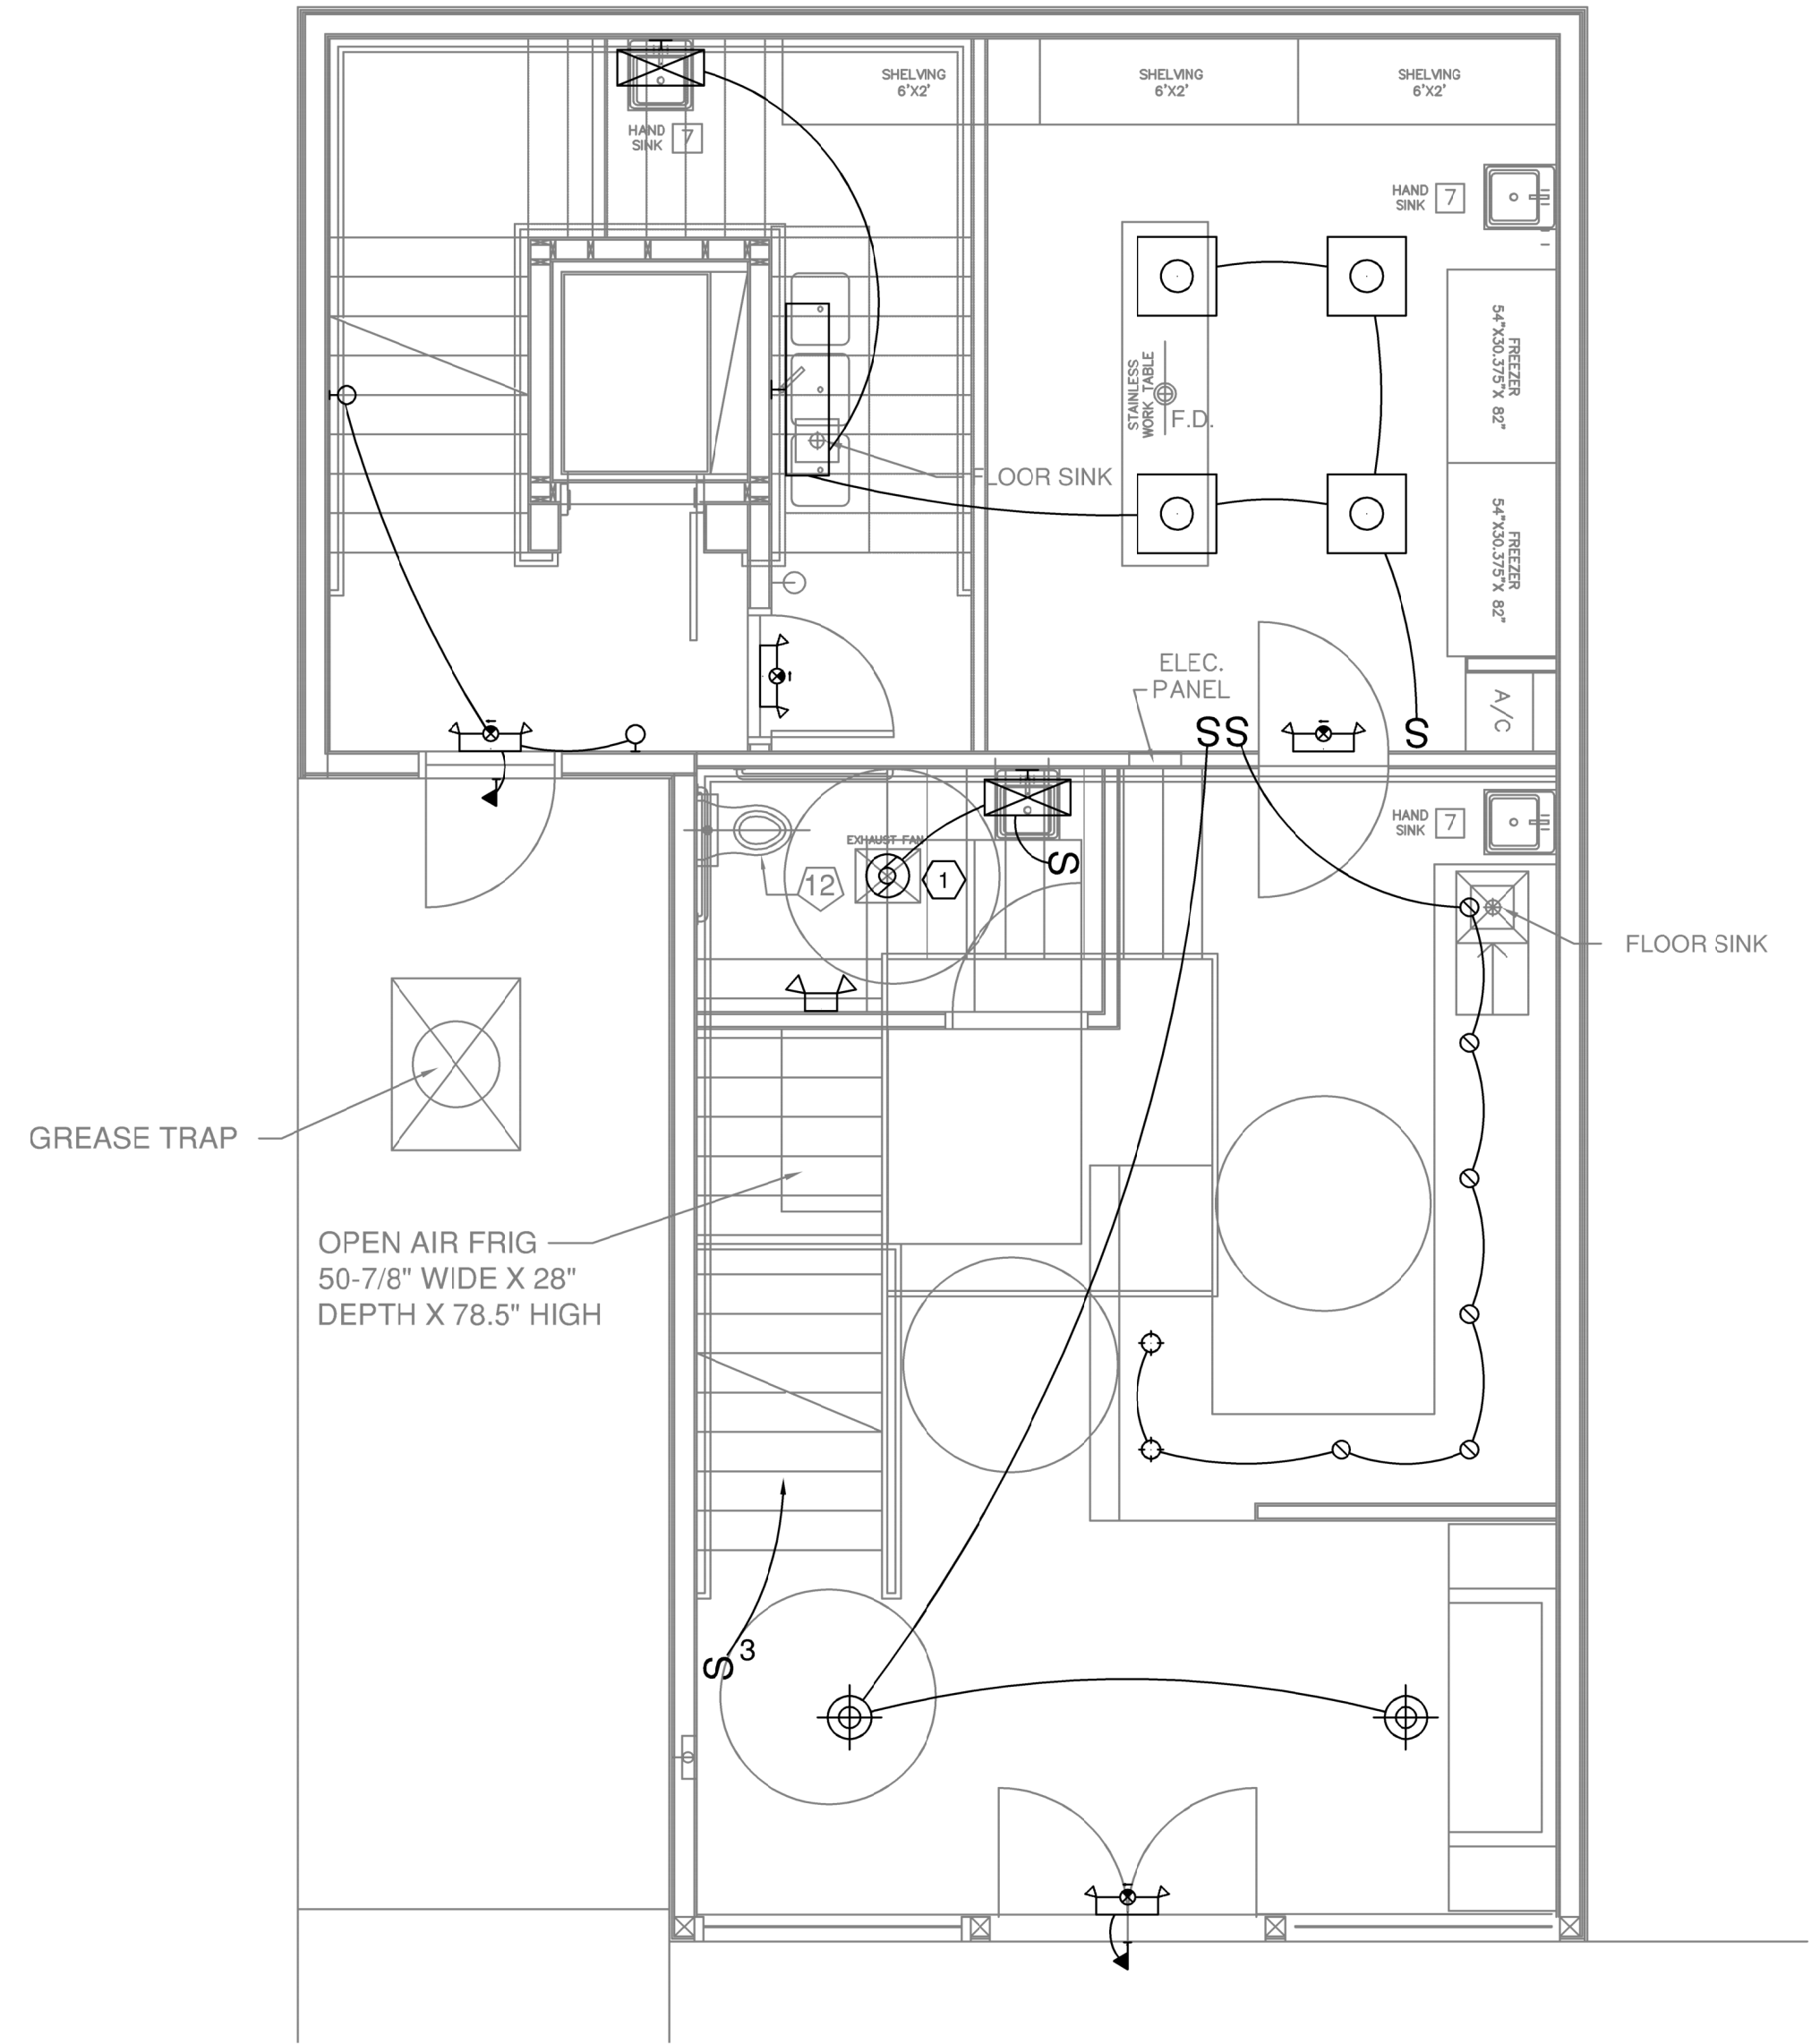 SHELVING
6'X2'
SHELVING
6'X2'
SHELVING
6'X2'
HAND
SINK
7
HAND
SINK
7
54"X30.375"X 82"
FREEZER
STAINLESS
WORK TABLE
F.D.
FLOOR SINK
54"X30.375"X 82"
FREEZER
ELEC.
PANEL
A/C
SS
S
HAND
SINK
7
EXHAUST FAN
12
1
S
FLOOR SINK
GREASE TRAP
OPEN AIR FRIG
50-7/8" WIDE X 28"
DEPTH X 78.5" HIGH
S3